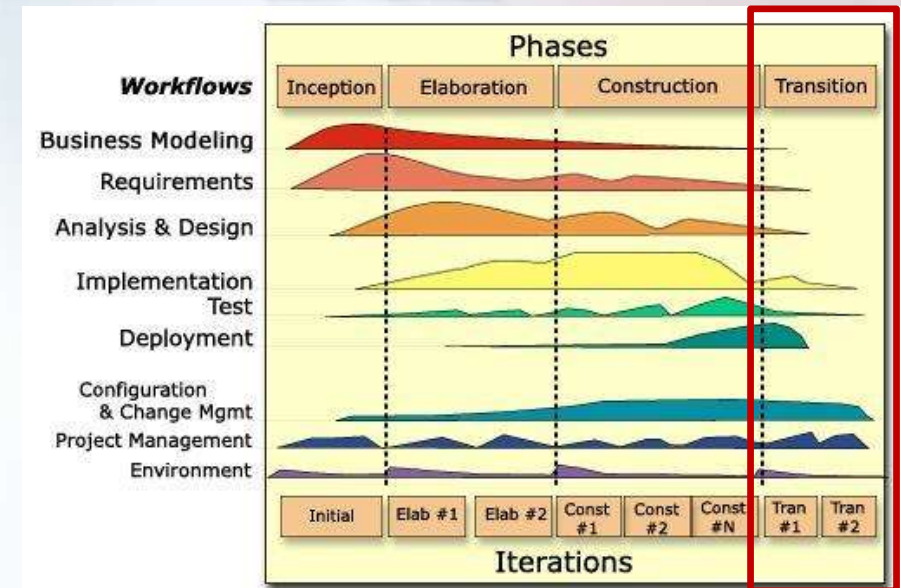 Phases
Workflows Inception Elaboration Construction Transition
Business Modeling
Requirements
Analysis & Design
Implementation
Test
Deployment
Configuration
& Change Mgmt
Project Management
Environment
Initial Elab #1 Elab #2 Const #1 Const #2 Const #N Tran #1 Tran #2
Iterations